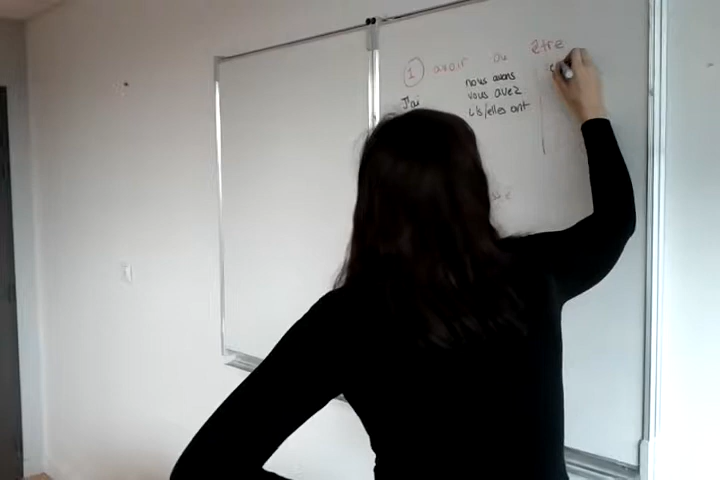 1 avoir ou être
J'ai
nous avons
vous avez
ils/elles ont